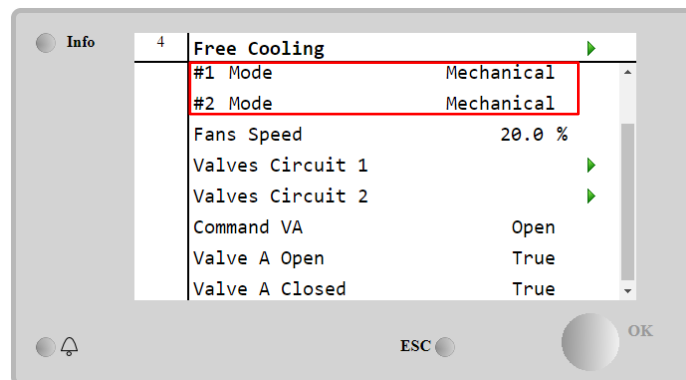 Info
4 Free Cooling
#1 Mode Mechanical
#2 Mode Mechanical
Fans Speed 20.0 %
Valves Circuit 1
Valves Circuit 2
Command VA Open
Valve A Open True
Valve A Closed True
ESC OK